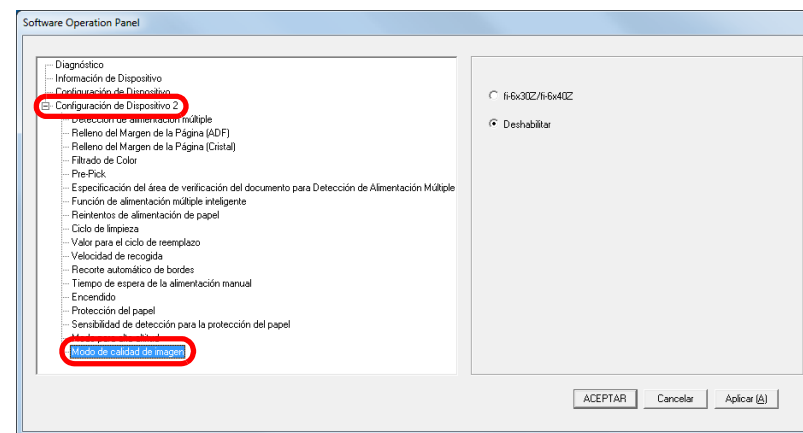 Software Operation Panel
Diagnóstico
Información de Dispositivo
Configuración de Dispositivo
Configuración de Dispositivo 2
Detección de alimentación múltiple
Relleno del Margen de la Página (ADF)
Relleno del Margen de la Página (Cristal)
Filtrado de Color
Pre-Pick
Especificación del área de verificación del documento para Detección de Alimentación Múltiple
Función de alimentación múltiple inteligente
Reintentos de alimentación de papel
Ciclo de limpieza
Valor para el ciclo de reemplazo
Velocidad de recogida
Recorte automático de bordes
Tiempo de espera de la alimentación manual
Encendido
Protección del papel
Sensibilidad de detección para la protección del papel
Modo para alta altitud
Modo de calidad de imagen
fi-6x30Z/fi-6x40Z
Deshabilitar
ACEPTAR Cancelar Aplicar (A)